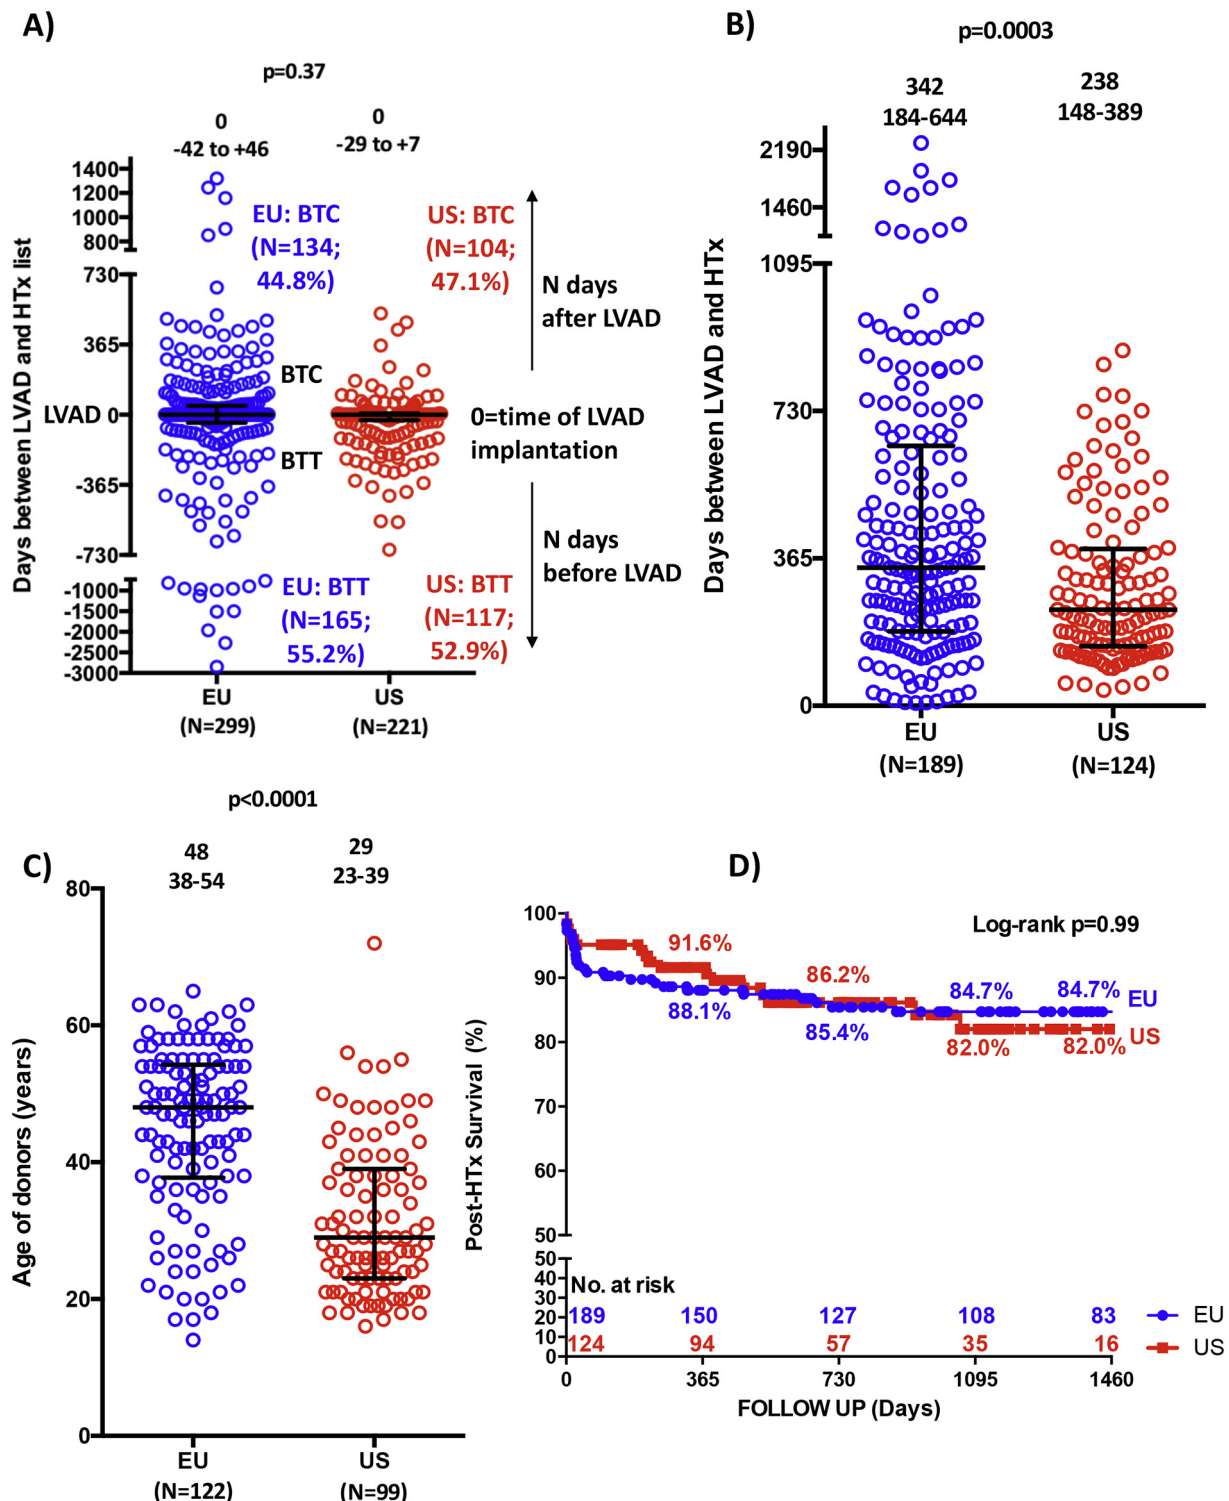 A)
p=0.37
0
-42 to +46
0
-29 to +7
Days between LVAD and HTx list
1400
1200
1000
800
730
365
LVAD 0
-365
-730
-1000
-1500
-2000
-2500
-3000
EU: BTC
(N=134;
44.8%)
US: BTC
(N=104;
47.1%)
N days
after LVAD
BTC
0=time of LVAD
implantation
BTT
N days
before LVAD
EU: BTT
(N=165;
55.2%)
US: BTT
(N=117;
52.9%)
EU
(N=299)
US
(N=221)
B)
p=0.0003
342
184-644
238
148-389
Days between LVAD and HTx
2190
1460
1095
730
365
0
EU
(N=189)
US
(N=124)
C)
p<0.0001
48
38-54
29
23-39
Age of donors (years)
80
60
40
20
0
EU
(N=122)
US
(N=99)
D)
Log-rank p=0.99
Post-HTx Survival (%)
100
90
80
70
60
50
91.6%
86.2%
84.7%
84.7%
EU
88.1%
85.4%
82.0%
82.0%
US
50
40
30
20
10
0
No. at risk
189 150 127 108 83
124 94 57 35 16
EU
US
0 365 730 1095 1460
FOLLOW UP (Days)